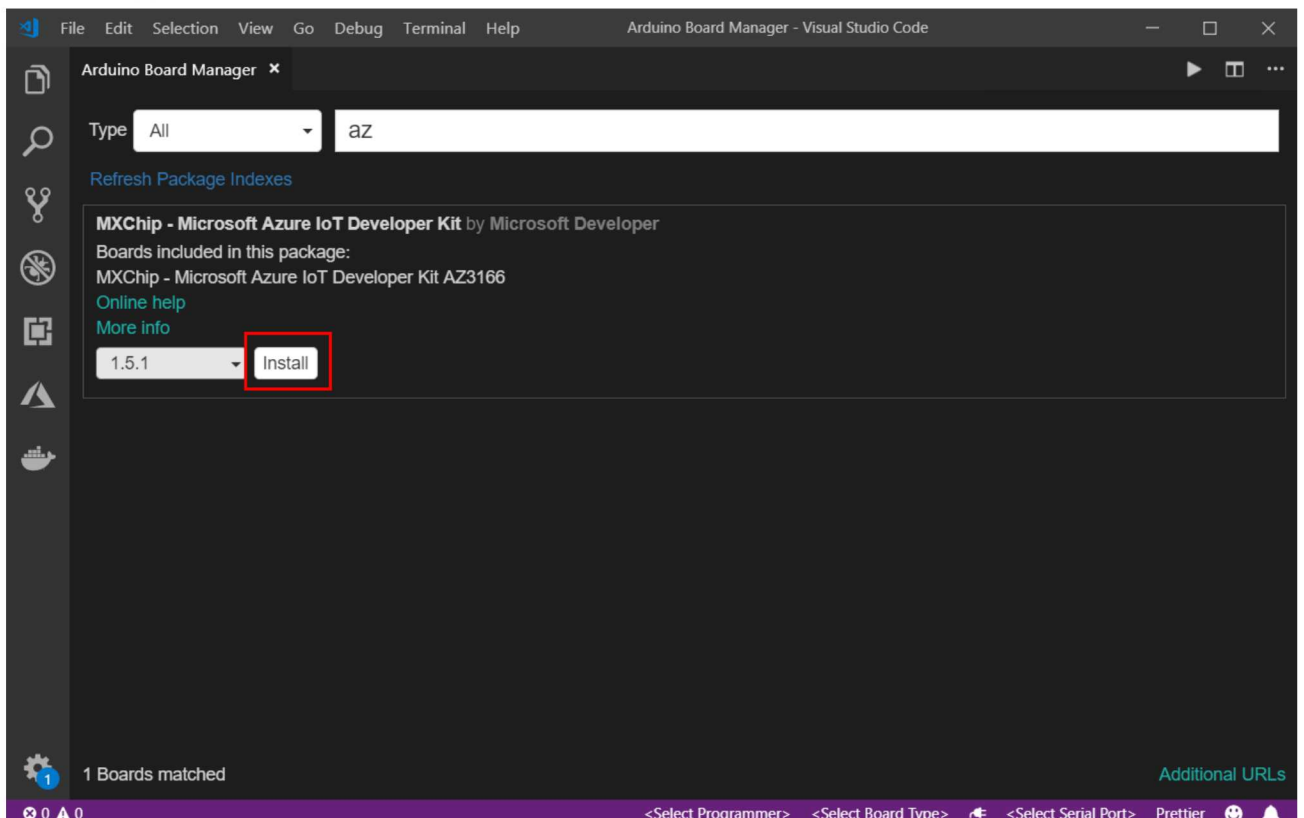 File Edit Selection View Go Debug Terminal Help Arduino Board Manager - Visual Studio Code
Arduino Board Manager
Type All az
Refresh Package Indexes
MXChip - Microsoft Azure IoT Developer Kit by Microsoft Developer
Boards included in this package:
MXChip - Microsoft Azure IoT Developer Kit AZ3166
Online help
More info
1.5.1 Install
1
1 Boards matched Additional URLs
0 0 <Select Programmer> <Select Board Type> <Select Serial Port> Prettier